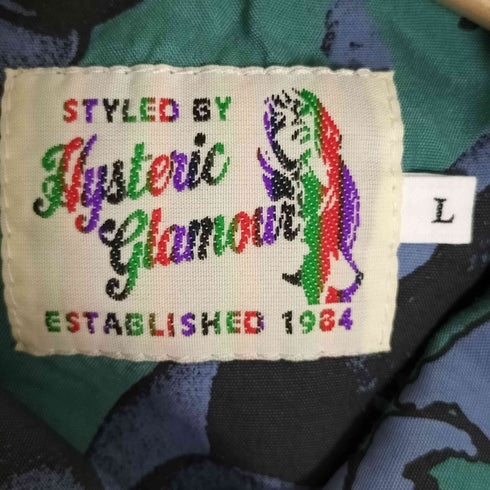 STYLED BY
Hysteric
Glamour
ESTABLISHED 1984
L